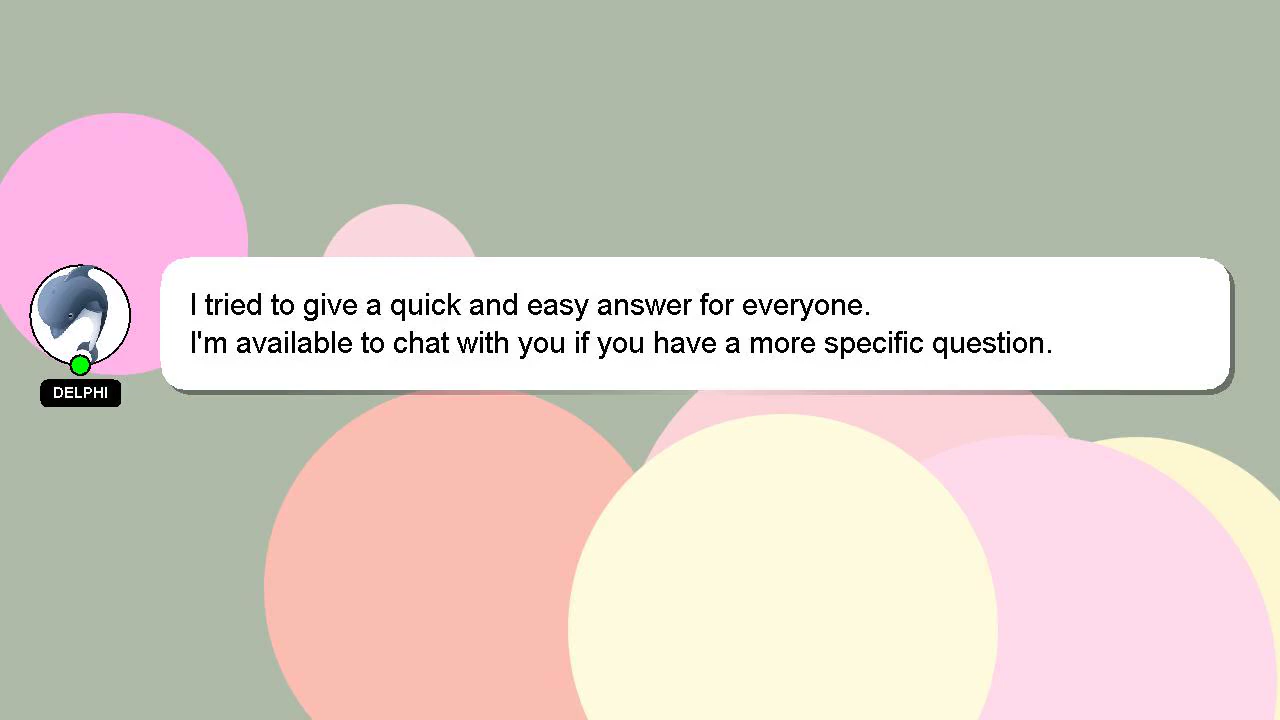 I tried to give a quick and easy answer for everyone.
I'm available to chat with you if you have a more specific question.
DELPHI